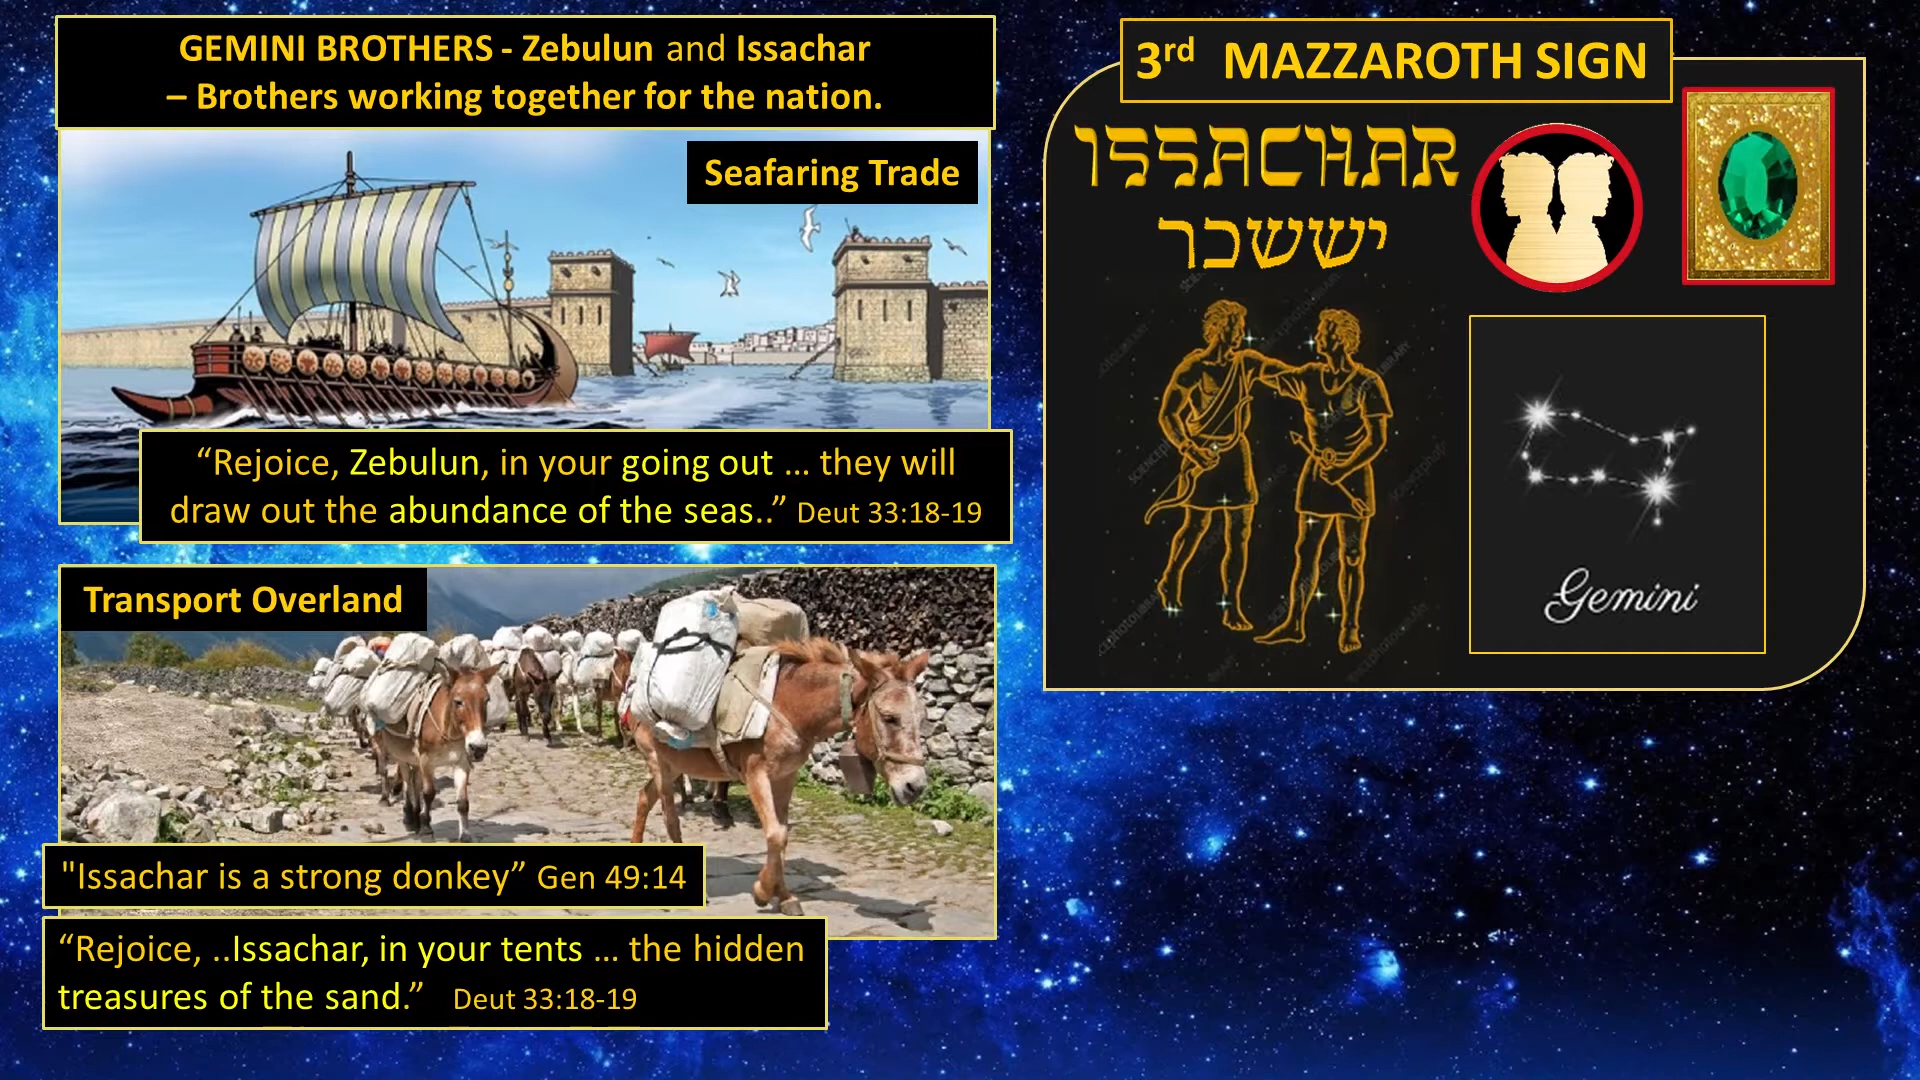 GEMINI BROTHERS - Zebulun and Issachar
– Brothers working together for the nation.
Seafaring Trade
“Rejoice, Zebulun, in your going out ... they will
draw out the abundance of the seas..” Deut 33:18-19
Transport Overland
"Issachar is a strong donkey” Gen 49:14
“Rejoice, ..Issachar, in your tents ... the hidden
treasures of the sand.” Deut 33:18-19
3rd MAZZAROTH SIGN
ISSACHAR
יששכר
Gemini